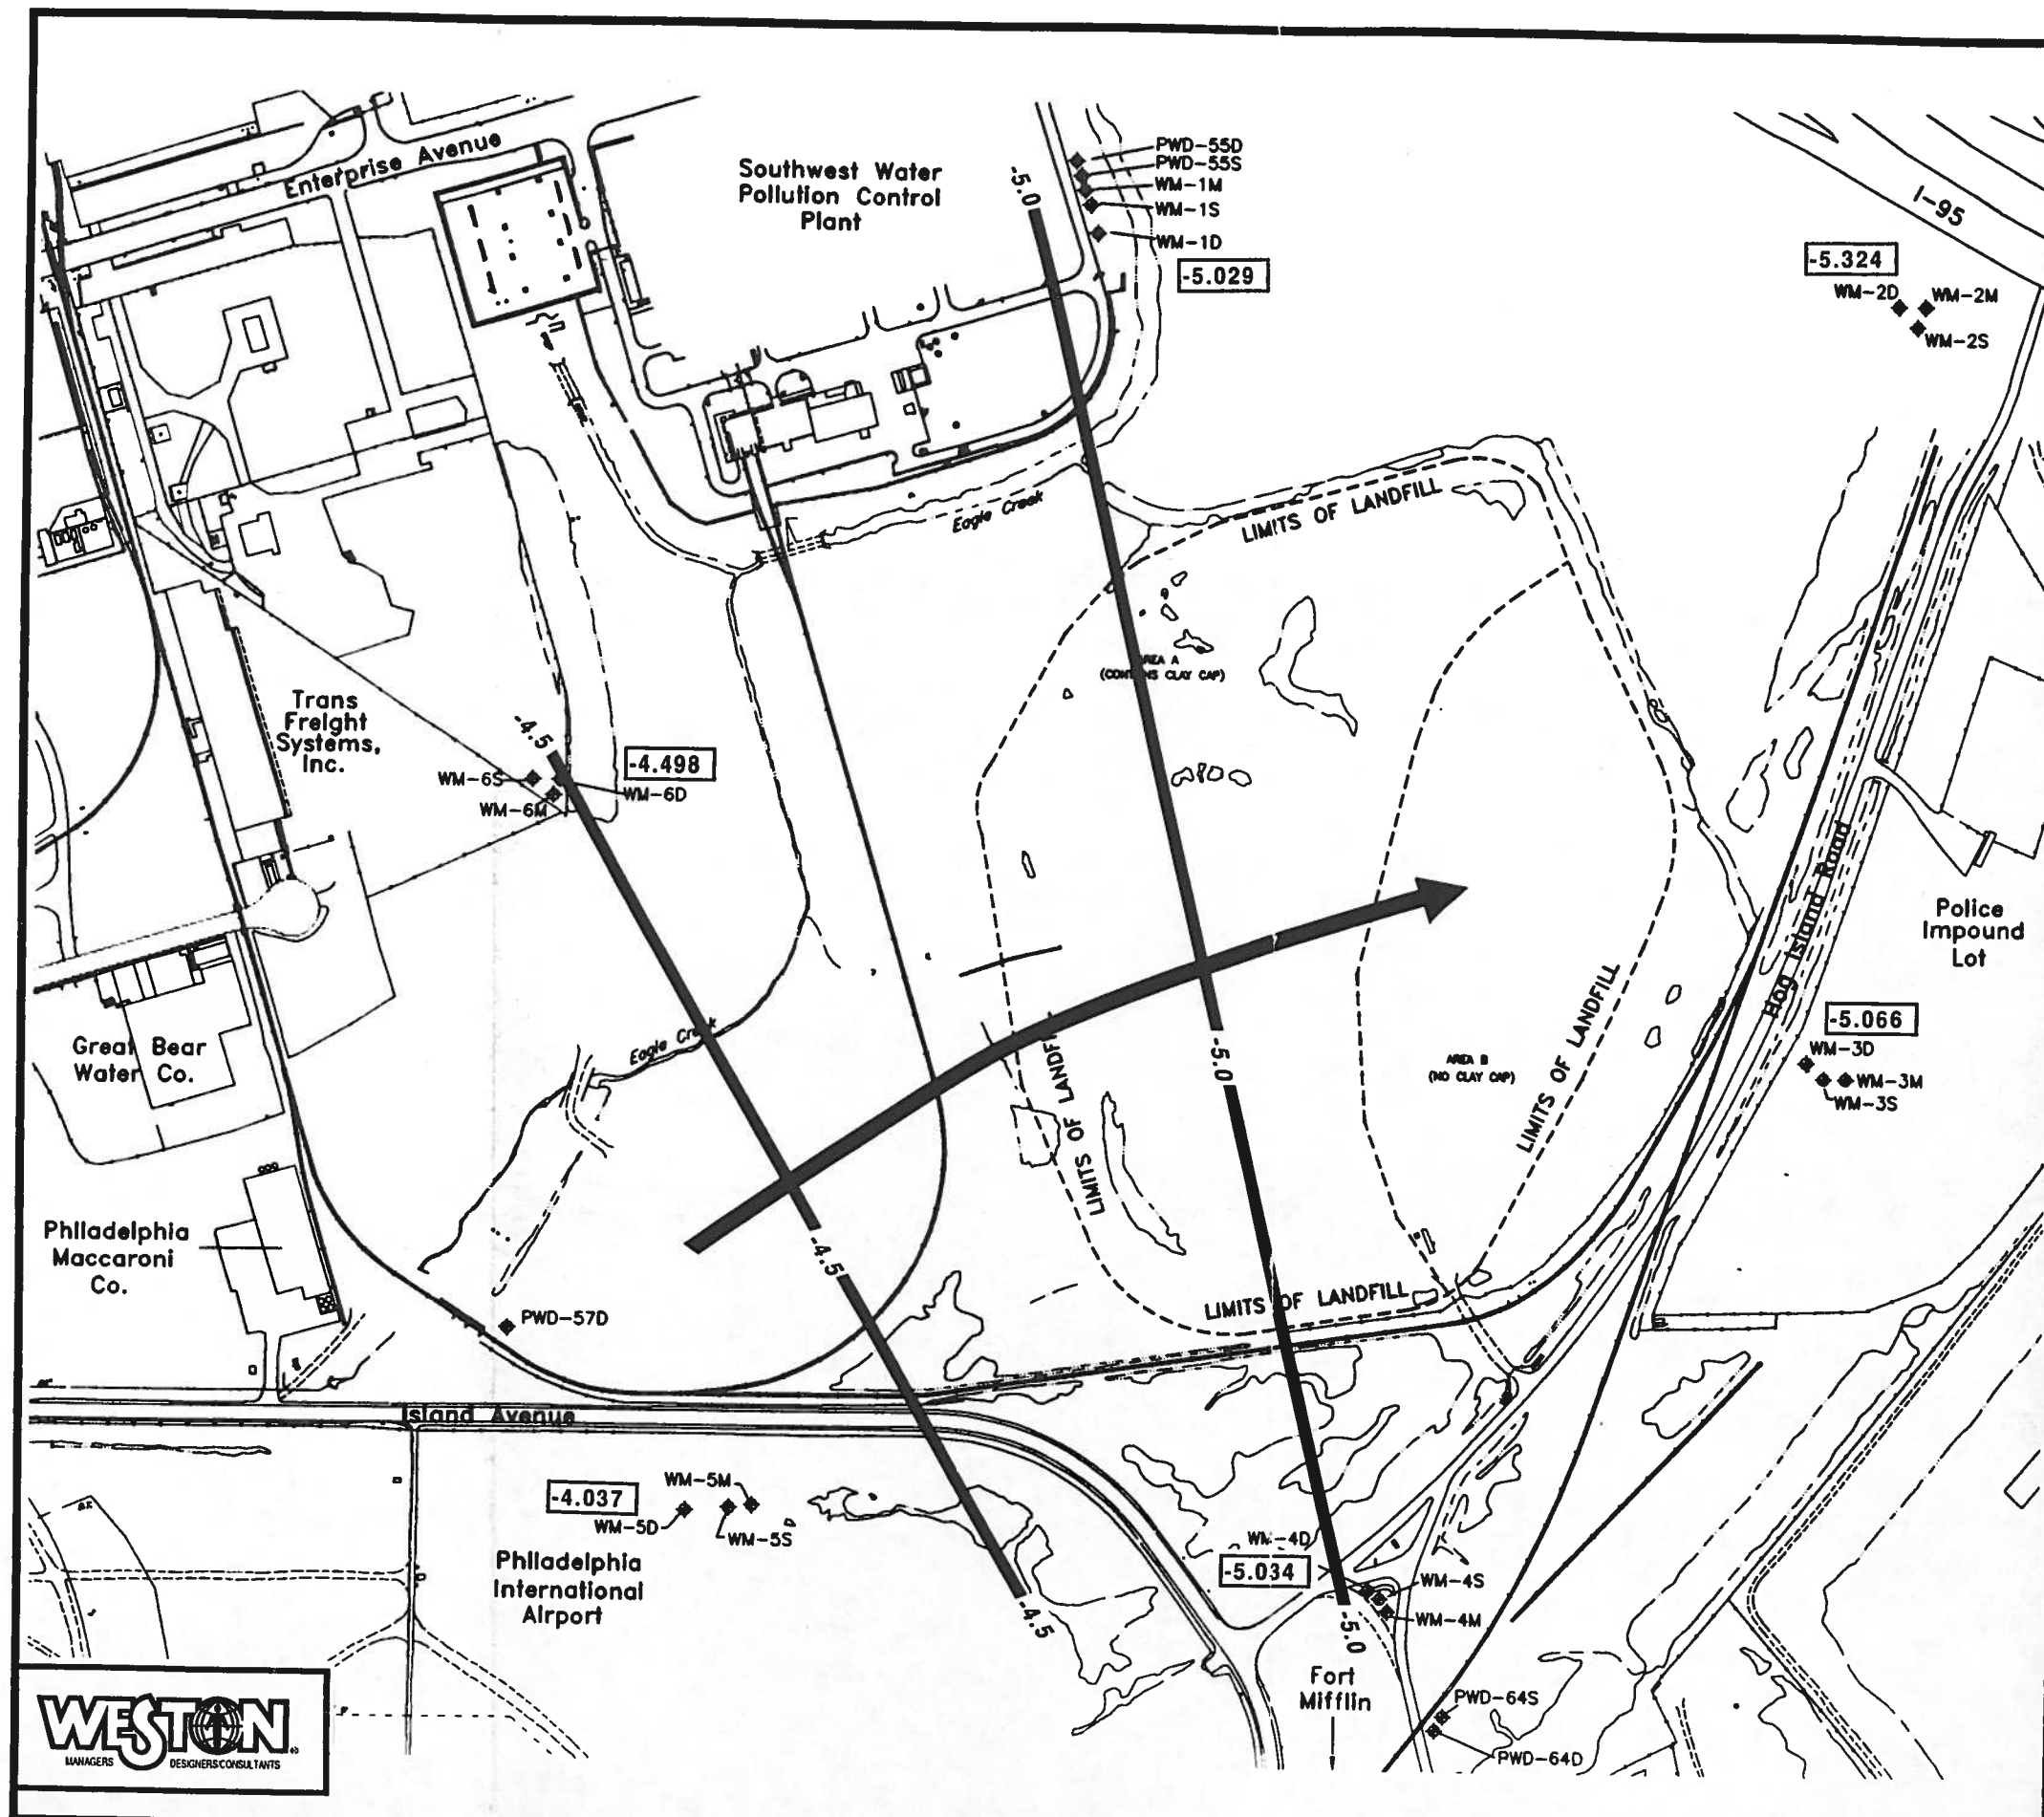 Enterprise Avenue
Southwest Water
Pollution Control
Plant
-5.0
PWD-55D
PWD-55S
WM-1M
WM-1S
WM-1D
-5.029
I-95
-5.324
WM-2D
WM-2M
WM-2S
Eagle Creek
LIMITS OF LANDFILL
AREA A
(CONTAINS CLAY CAP)
Trans
Freight
Systems,
Inc.
-4.5
-4.498
WM-6S
WM-6D
WM-6M
Hog Island Road
Police
Impound
Lot
-5.066
WM-3D
WM-3M
WM-3S
Great Bear
Water Co.
Eagle Creek
-5.0
LIMITS OF LANDFILL
AREA B
(NO CLAY CAP)
LIMITS OF LANDFILL
Philadelphia
Maccaroni
Co.
-4.5
LIMITS OF LANDFILL
PWD-57D
Island Avenue
-4.037
WM-5M
WM-5D
WM-5S
Philadelphia
International
Airport
WM-4D
-5.034
WM-4S
WM-4M
-4.5
-5.0
Fort
Mifflin
PWD-64S
PWD-64D
WESTON
MANAGERS DESIGNERS/CONSULTANTS